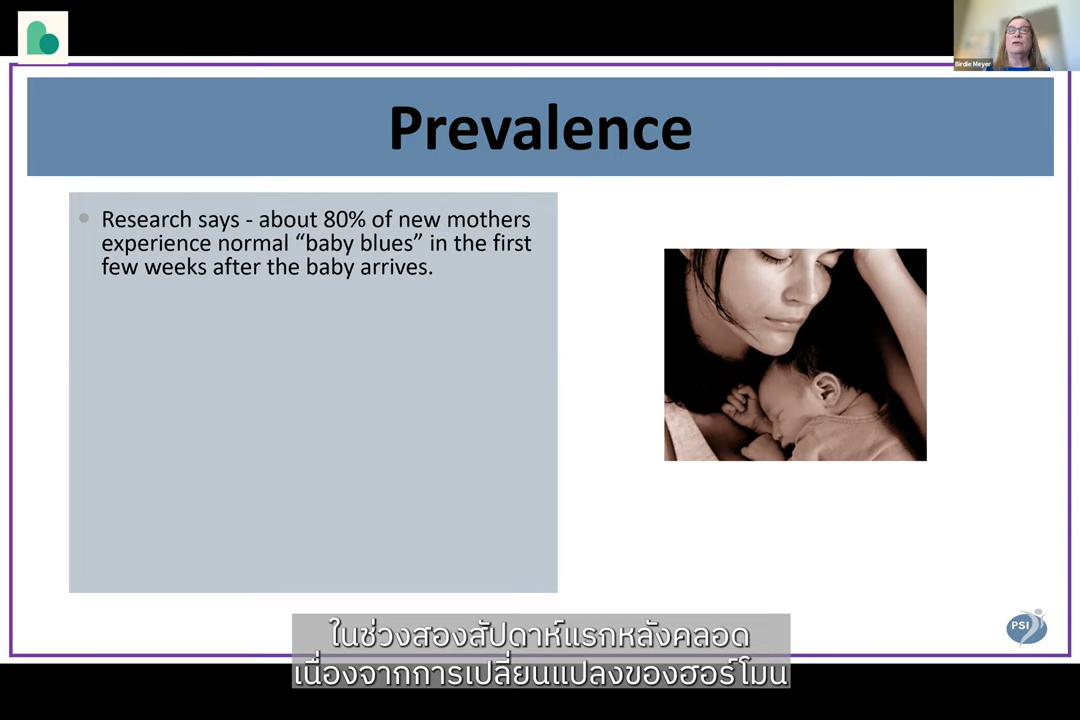 Birdie Meyer
Prevalence
Research says - about 80% of new mothers
experience normal “baby blues” in the first
few weeks after the baby arrives.
PSI
ในช่วงสองสัปดาห์แรกหลังคลอด
เนื่องจากการเปลี่ยนแปลงของฮอร์โมน